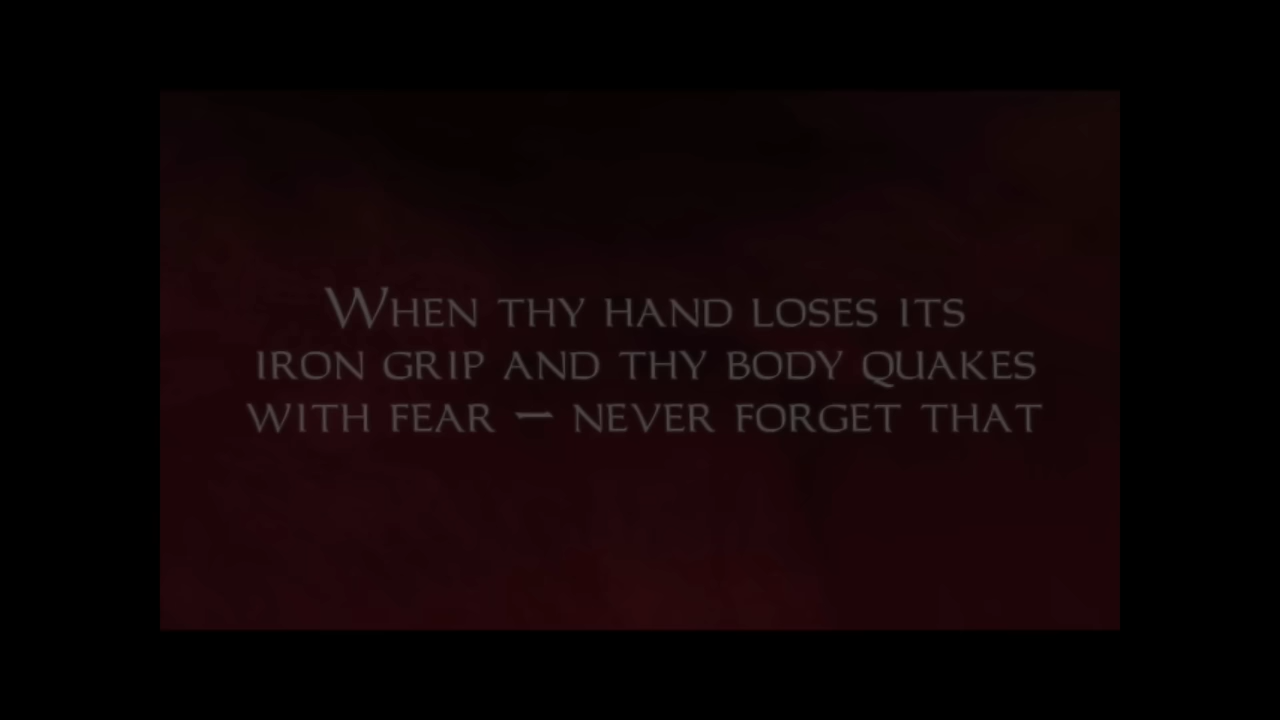 When thy hand loses its
iron grip and thy body quakes
with fear – never forget that